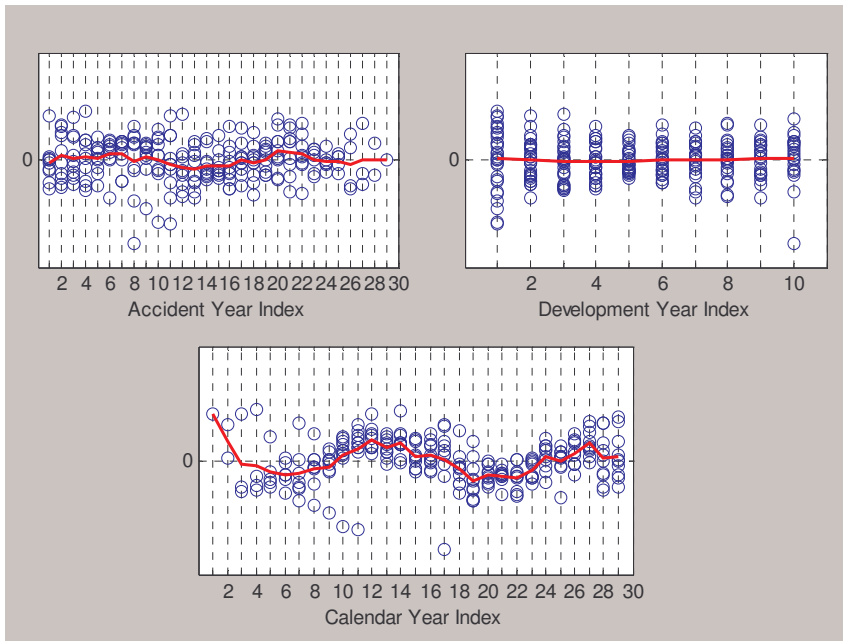 0
2 4 6 8 10 12 14 16 18 20 22 24 26 28 30
Accident Year Index
0
2 4 6 8 10
Development Year Index
0
2 4 6 8 10 12 14 16 18 20 22 24 26 28 30
Calendar Year Index